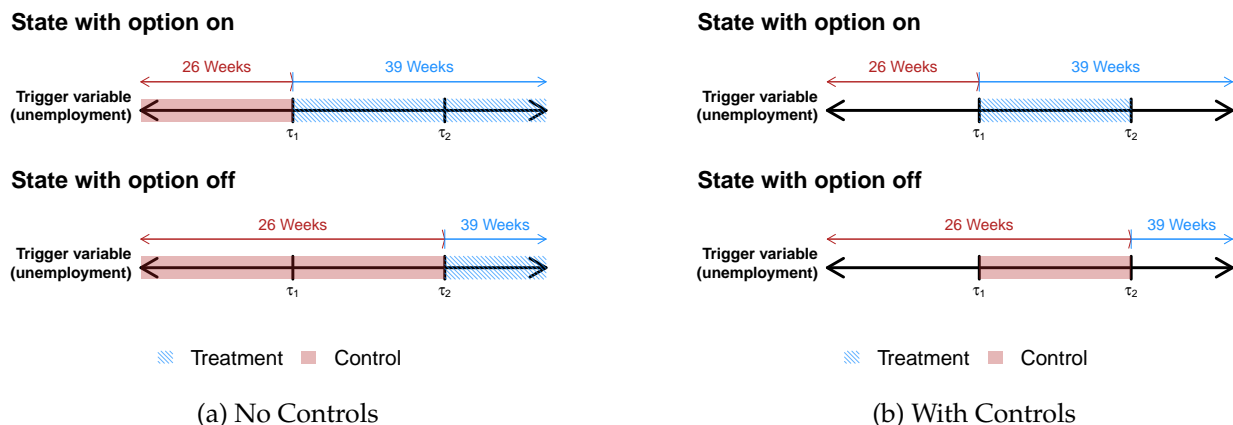 State with option on
26 Weeks
39 Weeks
Trigger variable
(unemployment)
τ1
τ2
State with option off
26 Weeks
39 Weeks
Trigger variable
(unemployment)
τ1
τ2
Treatment
Control
(a) No Controls
State with option on
26 Weeks
39 Weeks
Trigger variable
(unemployment)
τ1
τ2
State with option off
26 Weeks
39 Weeks
Trigger variable
(unemployment)
τ1
τ2
Treatment
Control
(b) With Controls